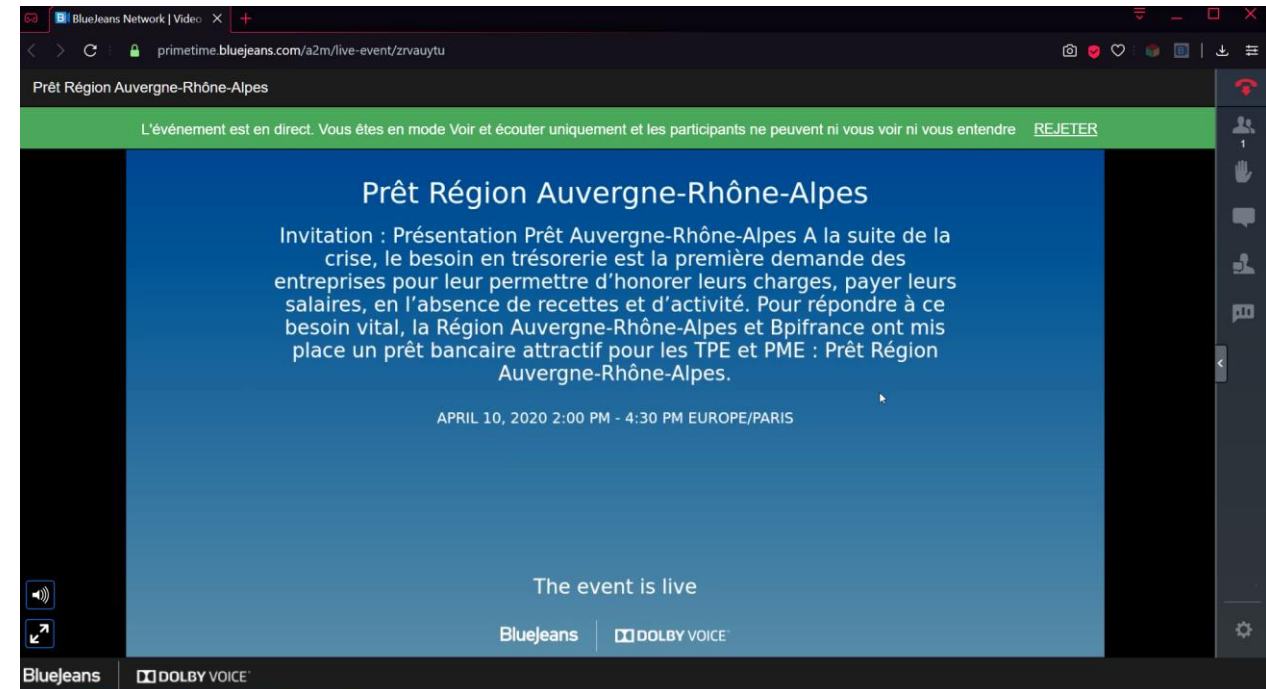 BlueJeans Network | Video
primetime.bluejeans.com/a2m/live-event/zrvauytu
Prêt Région Auvergne-Rhône-Alpes
L'événement est en direct. Vous êtes en mode Voir et écouter uniquement et les participants ne peuvent ni vous voir ni vous entendre REJETER
1
Prêt Région Auvergne-Rhône-Alpes
Invitation : Présentation Prêt Auvergne-Rhône-Alpes A la suite de la
crise, le besoin en trésorerie est la première demande des
entreprises pour leur permettre d’honorer leurs charges, payer leurs
salaires, en l’absence de recettes et d’activité. Pour répondre à ce
besoin vital, la Région Auvergne-Rhône-Alpes et Bpifrance ont mis
place un prêt bancaire attractif pour les TPE et PME : Prêt Région
Auvergne-Rhône-Alpes.
APRIL 10, 2020 2:00 PM - 4:30 PM EUROPE/PARIS
The event is live
BlueJeans DOLBY VOICE
BlueJeans DOLBY VOICE